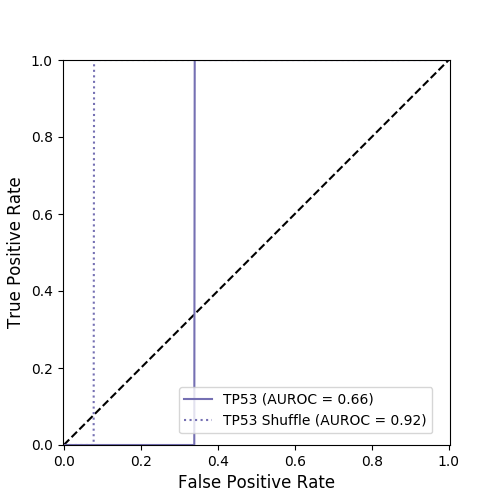 1.0
0.8
0.6
0.4
0.2
0.0
True Positive Rate
TP53 (AUROC = 0.66)
TP53 Shuffle (AUROC = 0.92)
0.0 0.2 0.4 0.6 0.8 1.0
False Positive Rate